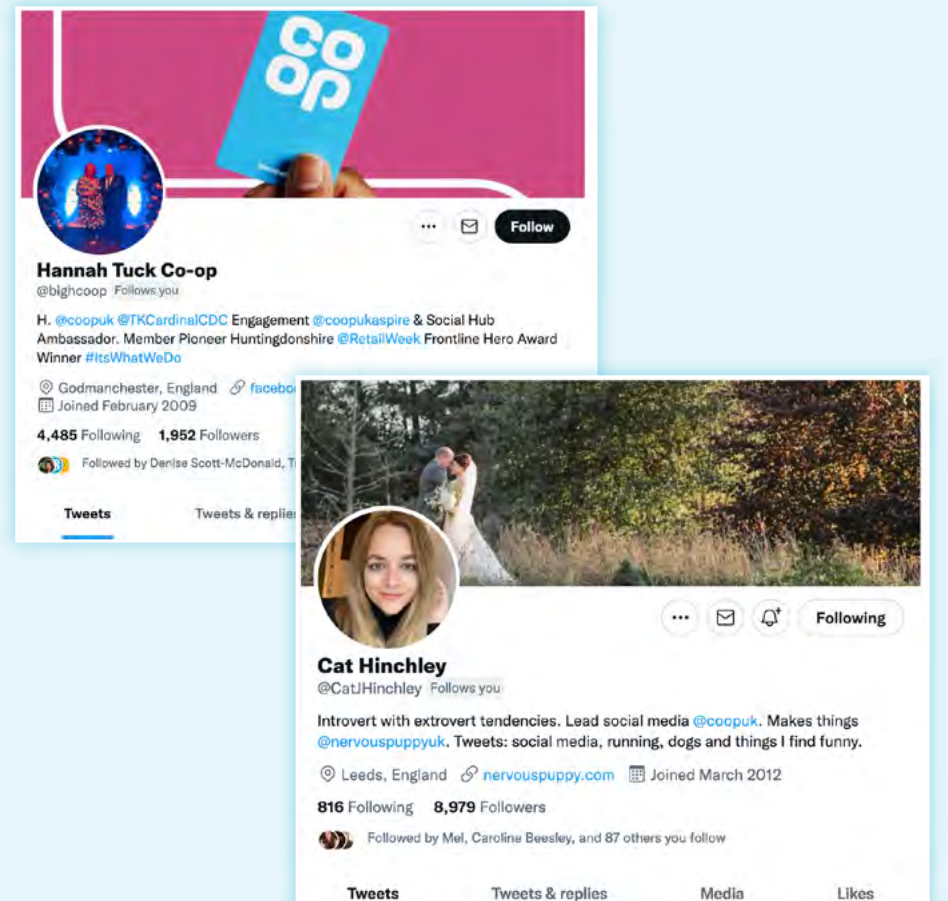 CO
OP
Follow
Hannah Tuck Co-op
@bighcoop Follows you
H. @coopuk @TKCardinalCDC Engagement @coopukaspire & Social Hub
Ambassador. Member Pioneer Huntingdonshire @RetailWeek Frontline Hero Award
Winner #ItsWhatWeDo
Godmanchester, England
Joined February 2009
4,485 Following 1,952 Followers
Followed by Denise Scott-McDonald,
Tweets Tweets & replies
Following
Cat Hinchley
@CatJHinchley Follows you
Introvert with extrovert tendencies. Lead social media @coopuk. Makes things
@nervouspuppyuk. Tweets: social media, running, dogs and things I find funny.
Leeds, England nervouspuppy.com Joined March 2012
816 Following 8,979 Followers
Followed by Mel, Caroline Beesley, and 87 others you follow
Tweets Tweets & replies Media Likes